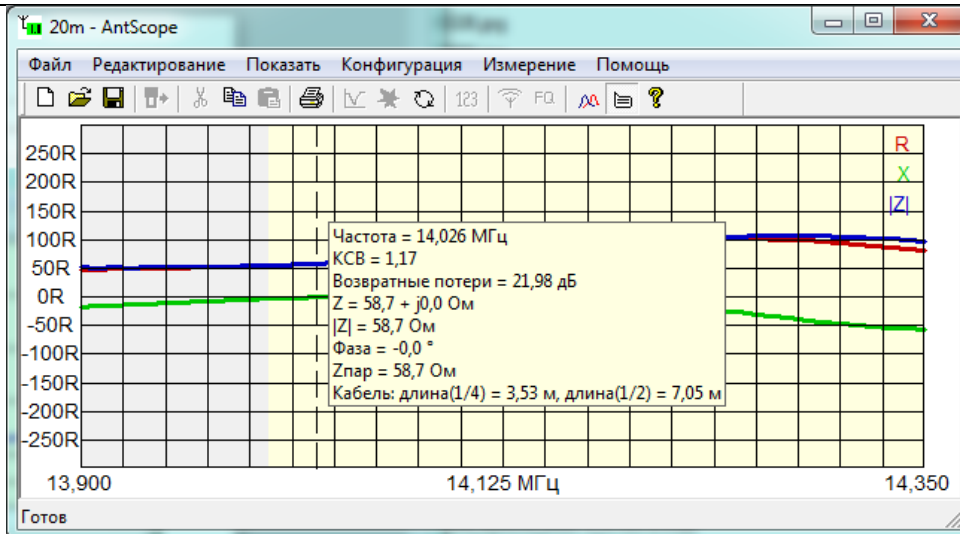 20m - AntScope
Файл Редактирование Показать Конфигурация Измерение Помощь
123 FQ
250R
200R
150R
100R
50R
0R
-50R
-100R
-150R
-200R
-250R
R
X
|Z|
Частота = 14,026 МГц
КСВ = 1,17
Возвратные потери = 21,98 дБ
Z = 58,7 + j0,0 Ом
|Z| = 58,7 Ом
Фаза = -0,0 °
Zпар = 58,7 Ом
Кабель: длина(1/4) = 3,53 м, длина(1/2) = 7,05 м
13,900 14,125 МГц 14,350
Готов